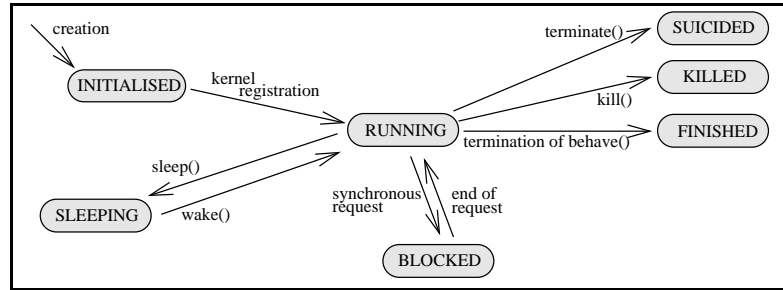 creation
INITIALISED
kernel
registration
RUNNING
terminate()
SUICIDED
KILLED
kill()
FINISHED
termination of behave()
sleep()
SLEEPING
wake()
synchronous
request
end of
request
BLOCKED